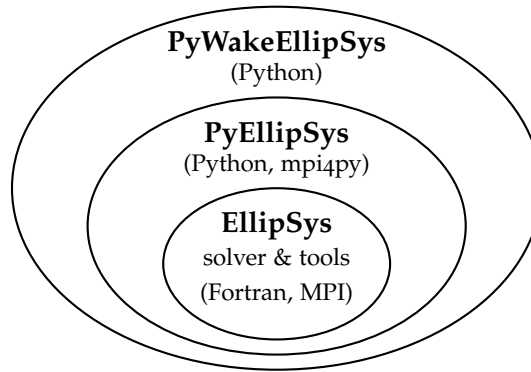 PyWakeEllipSys
(Python)
PyEllipSys
(Python, mpi4py)
EllipSys
solver & tools
(Fortran, MPI)